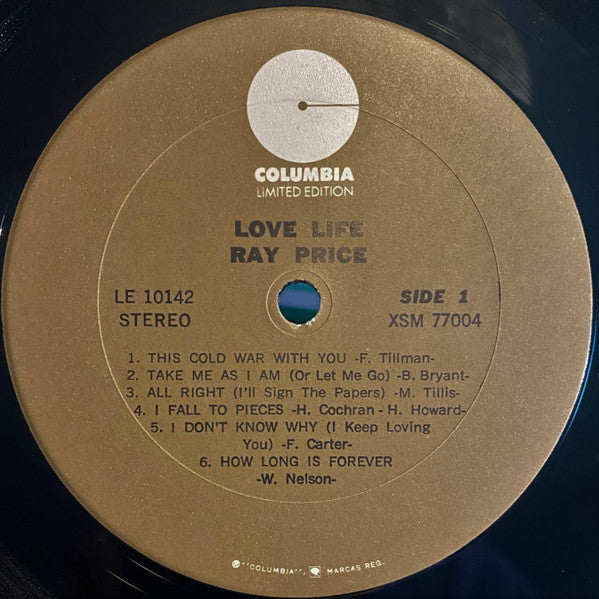 COLUMBIA
LIMITED EDITION
LOVE LIFE
RAY PRICE
LE 10142
STEREO
SIDE 1
XSM 77004
1. THIS COLD WAR WITH YOU -F. Tillman-
2. TAKE ME AS I AM (Or Let Me Go) -B. Bryant-
3. ALL RIGHT (I'll Sign The Papers) -M. Tillis-
4. I FALL TO PIECES -H. Cochran - H. Howard-
5. I DON'T KNOW WHY (I Keep Loving
You) -F. Carter-
6. HOW LONG IS FOREVER
-W. Nelson-
"COLUMBIA", MARCAS REG.